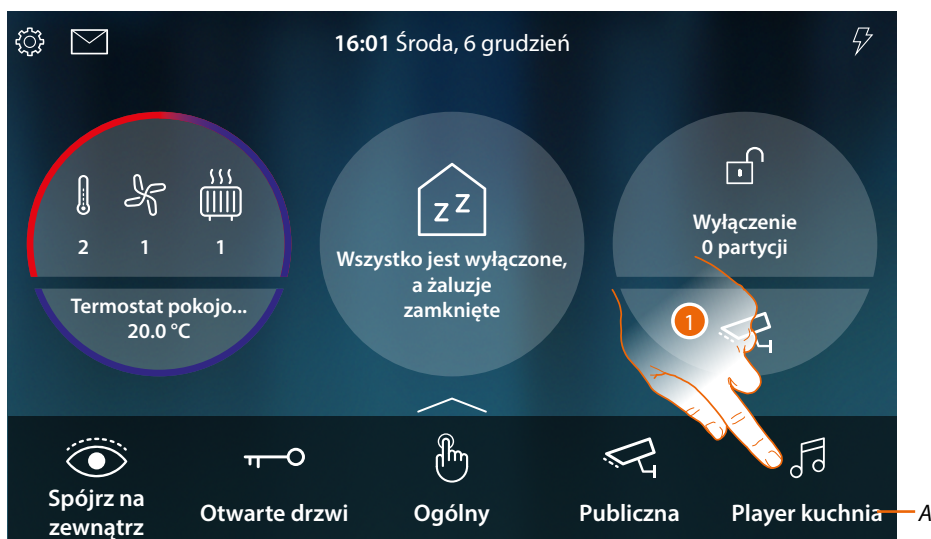 16:01 Środa, 6 grudzień
2 1 1
Termostat pokojo...
20.0 °C
zZ
Wszystko jest wyłączone,
a żaluzje
zamknięte
Wyłączenie
0 partycji
1
Spójrz na
zewnątrz
Otwarte drzwi
Ogólny
Publiczna
Player kuchnia
A